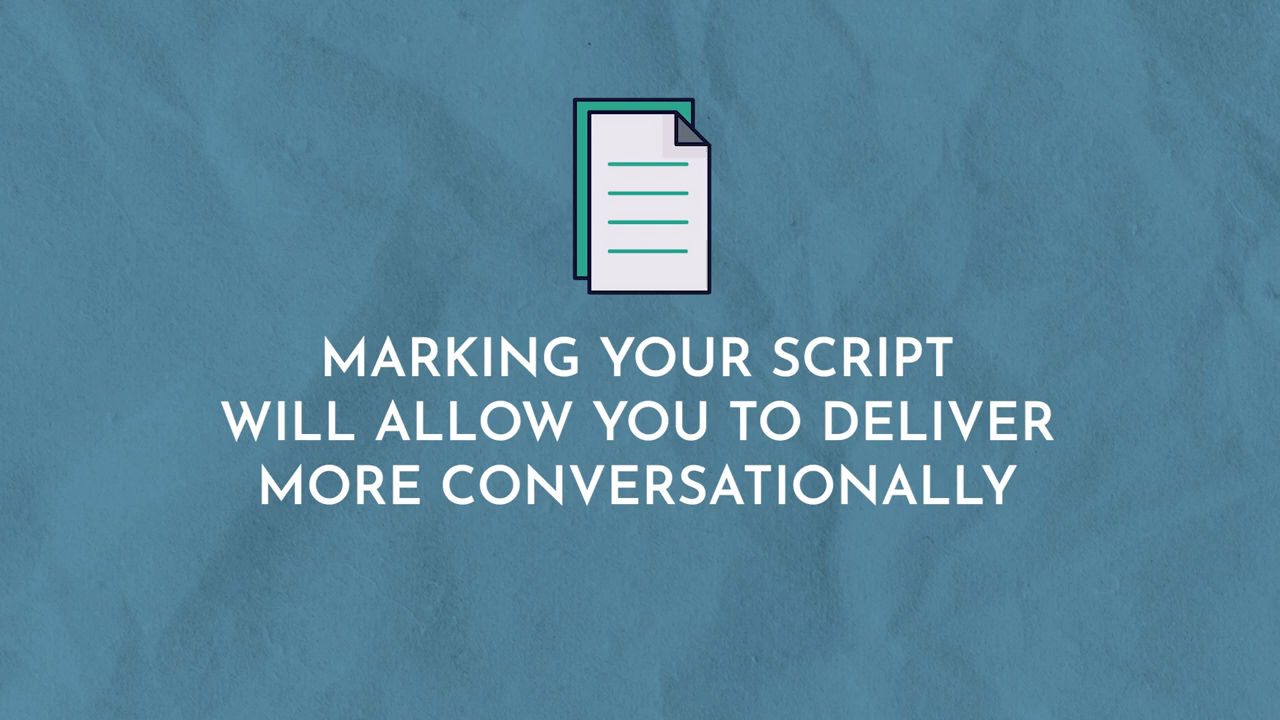 MARKING YOUR SCRIPT
WILL ALLOW YOU TO DELIVER
MORE CONVERSATIONALLY